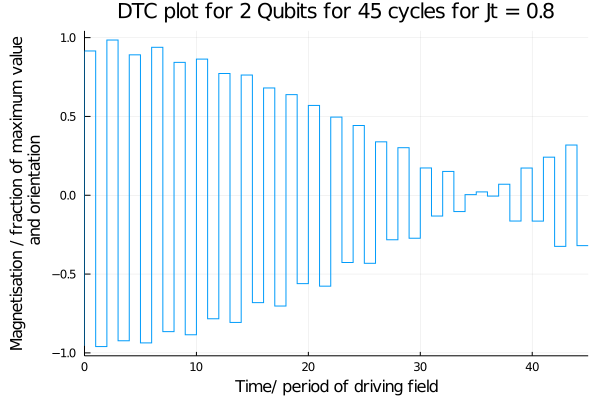 DTC plot for 2 Qubits for 45 cycles for Jt = 0.8
Magnetisation / fraction of maximum value
and orientation
1.0
0.5
0.0
−0.5
−1.0
0
10
20
30
40
Time/ period of driving field